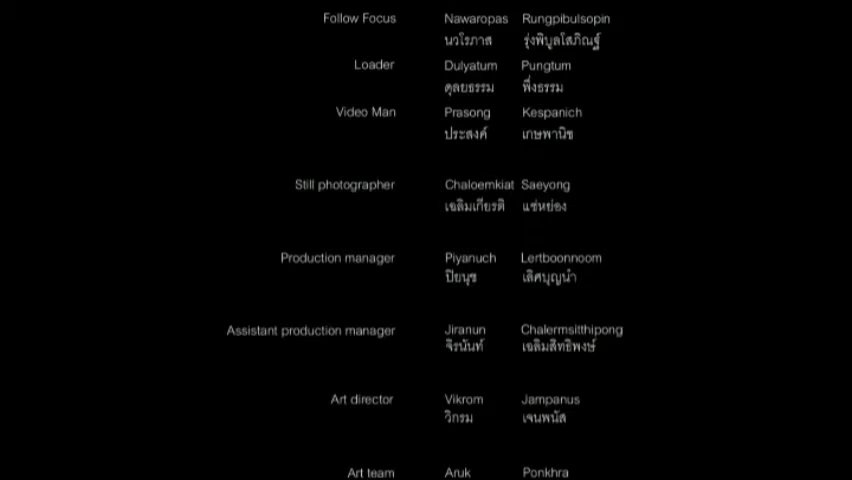 Follow Focus Nawaropas Rungpibulsopin
นวโรภาส รุ่งพิบูลโสภิณฐ์
Loader Dulyatum Pungtum
ดุลยธรรม พึ่งธรรม
Video Man Prasong Kespanich
ประสงค์ เกษพานิช
Still photographer Chaloemkiat Saeyong
เฉลิมเกียรติ แซ่หย่อง
Production manager Piyanuch Lertboonnoom
ปิยนุช เลิศบุญนำ
Assistant production manager Jiranun Chalermsitthipong
จิรนันท์ เฉลิมสิทธิพงษ์
Art director Vikrom Jampanus
วิกรม เจนพนัส
Art team Aruk Ponkhra